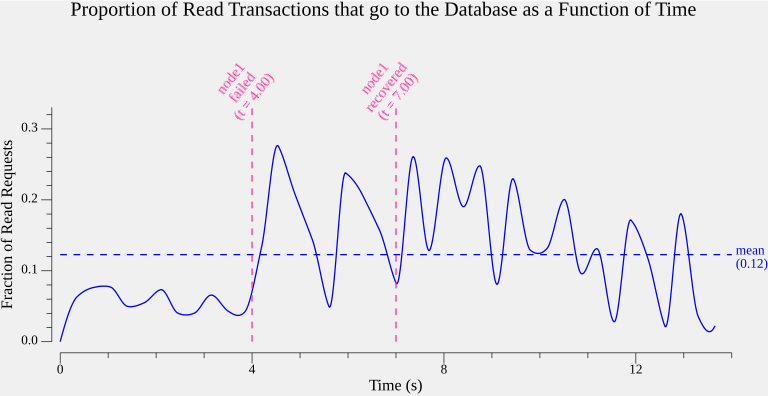 Proportion of Read Transactions that go to the Database as a Function of Time
node1
failed
(t = 4.00)
node1
recovered
(t = 7.00)
Fraction of Read Requests
0.3
0.2
0.1
0.0
mean
(0.12)
0
4
8
12
Time (s)